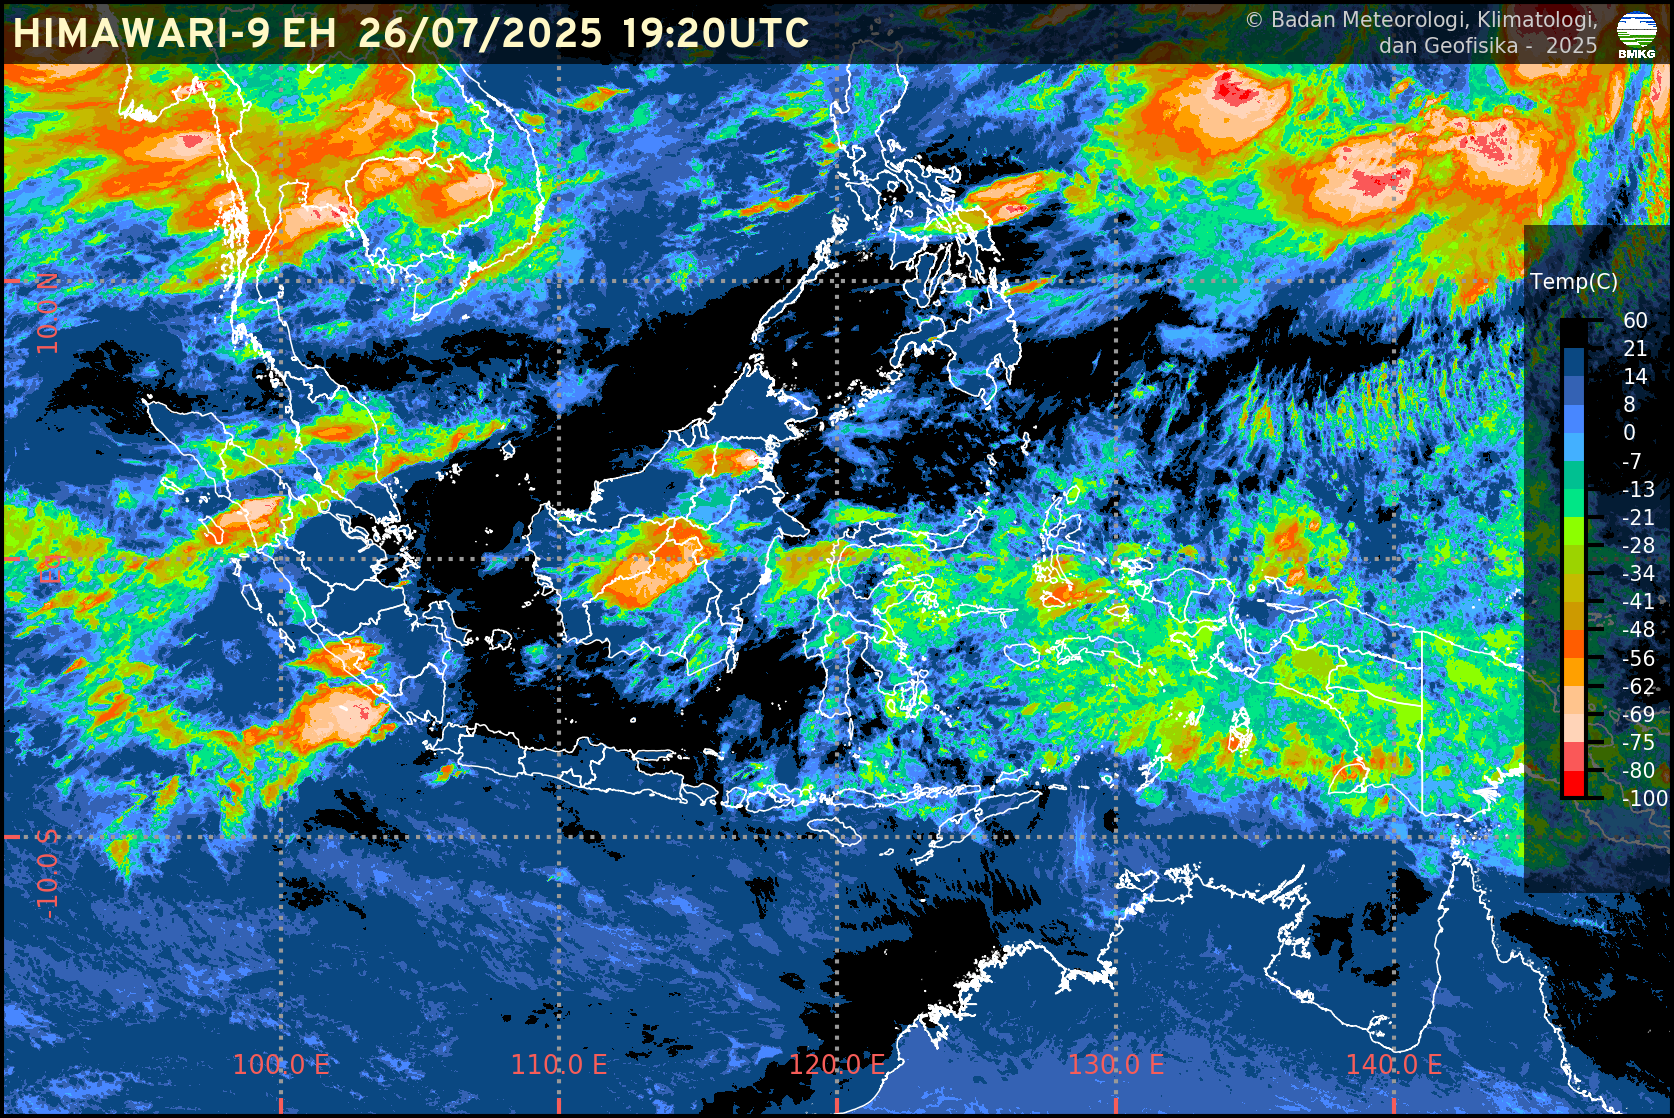 HIMAWARI-9 EH 26/07/2025 19:20UTC
© Badan Meteorologi, Klimatologi,
dan Geofisika - 2025
BMKG
10.0 N
EQ
-10.0 S
100.0 E
110.0 E
120.0 E
130.0 E
140.0 E
Temp(C)
60
21
14
8
0
-7
-13
-21
-28
-34
-41
-48
-56
-62
-69
-75
-80
-100